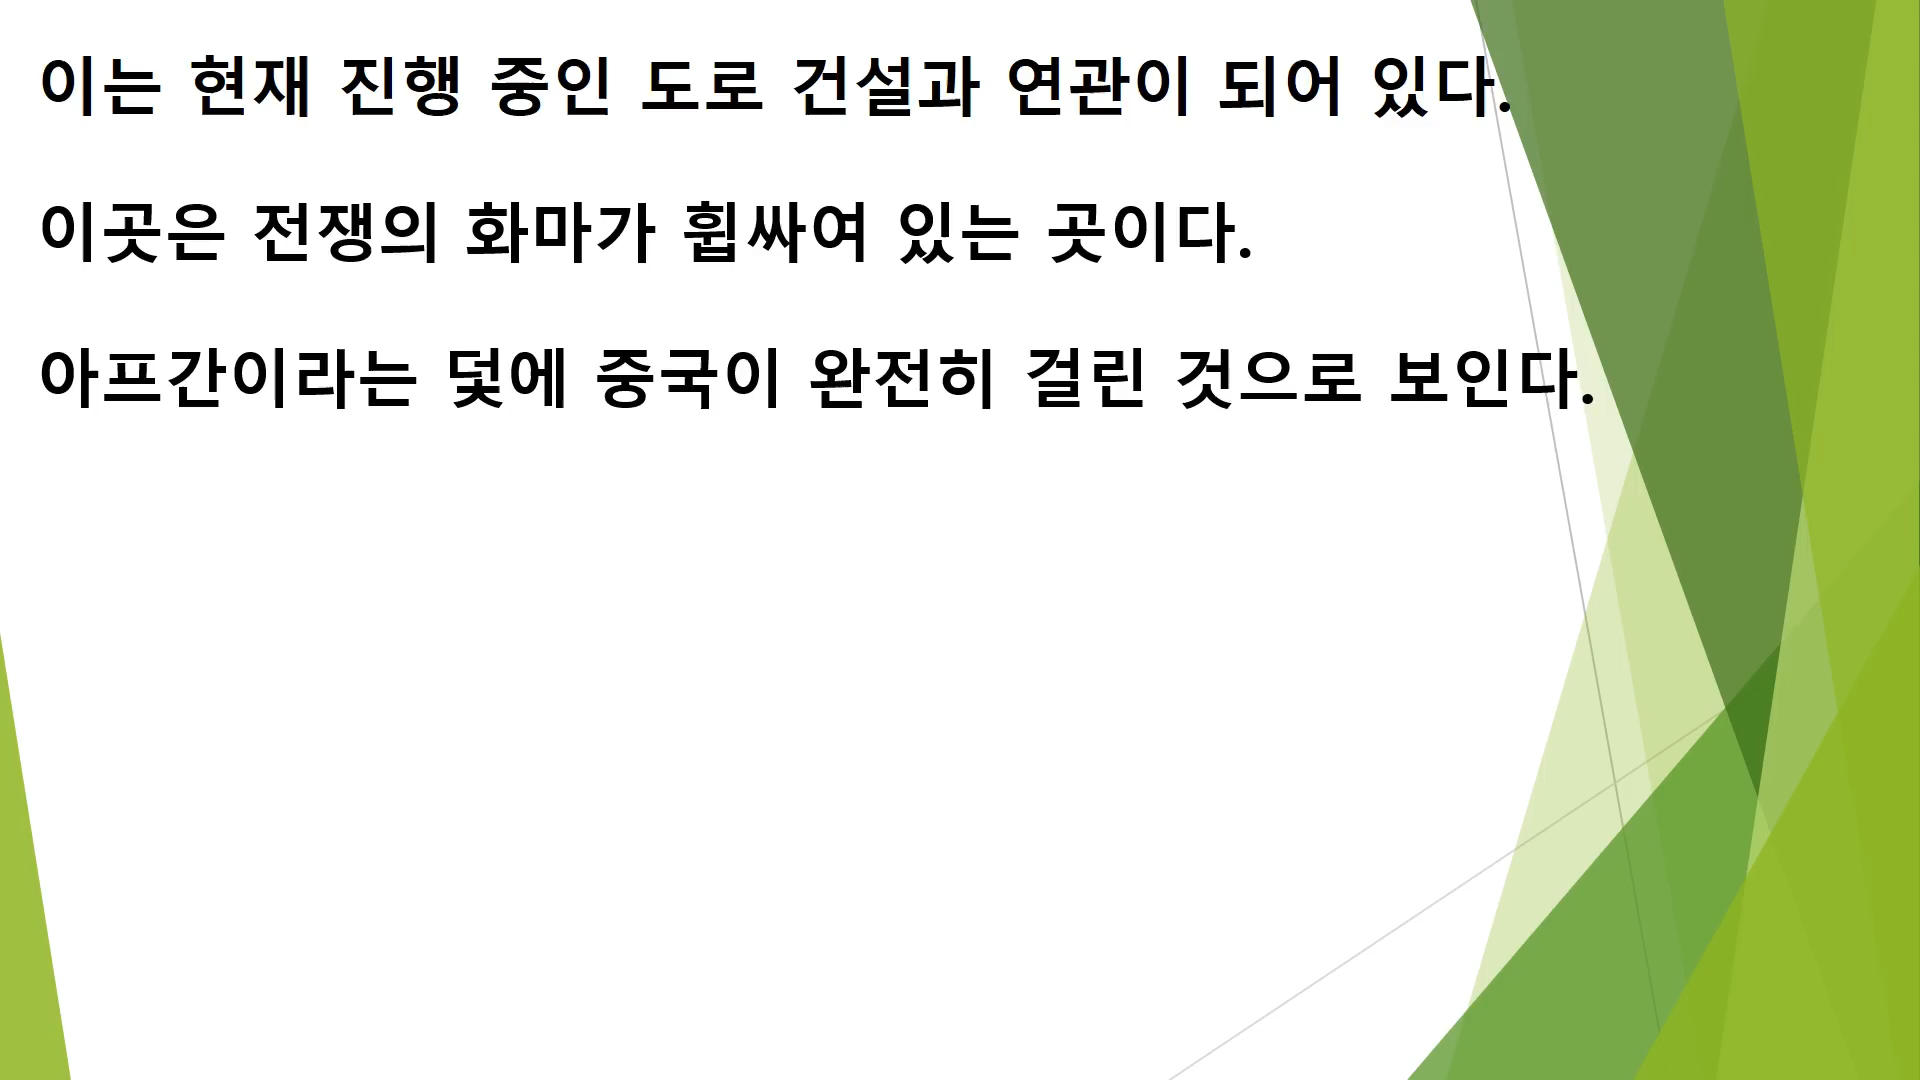 이는 현재 진행 중인 도로 건설과 연관이 되어 있다.
이곳은 전쟁의 화마가 휩싸여 있는 곳이다.
아프간이라는 덫에 중국이 완전히 걸린 것으로 보인다.